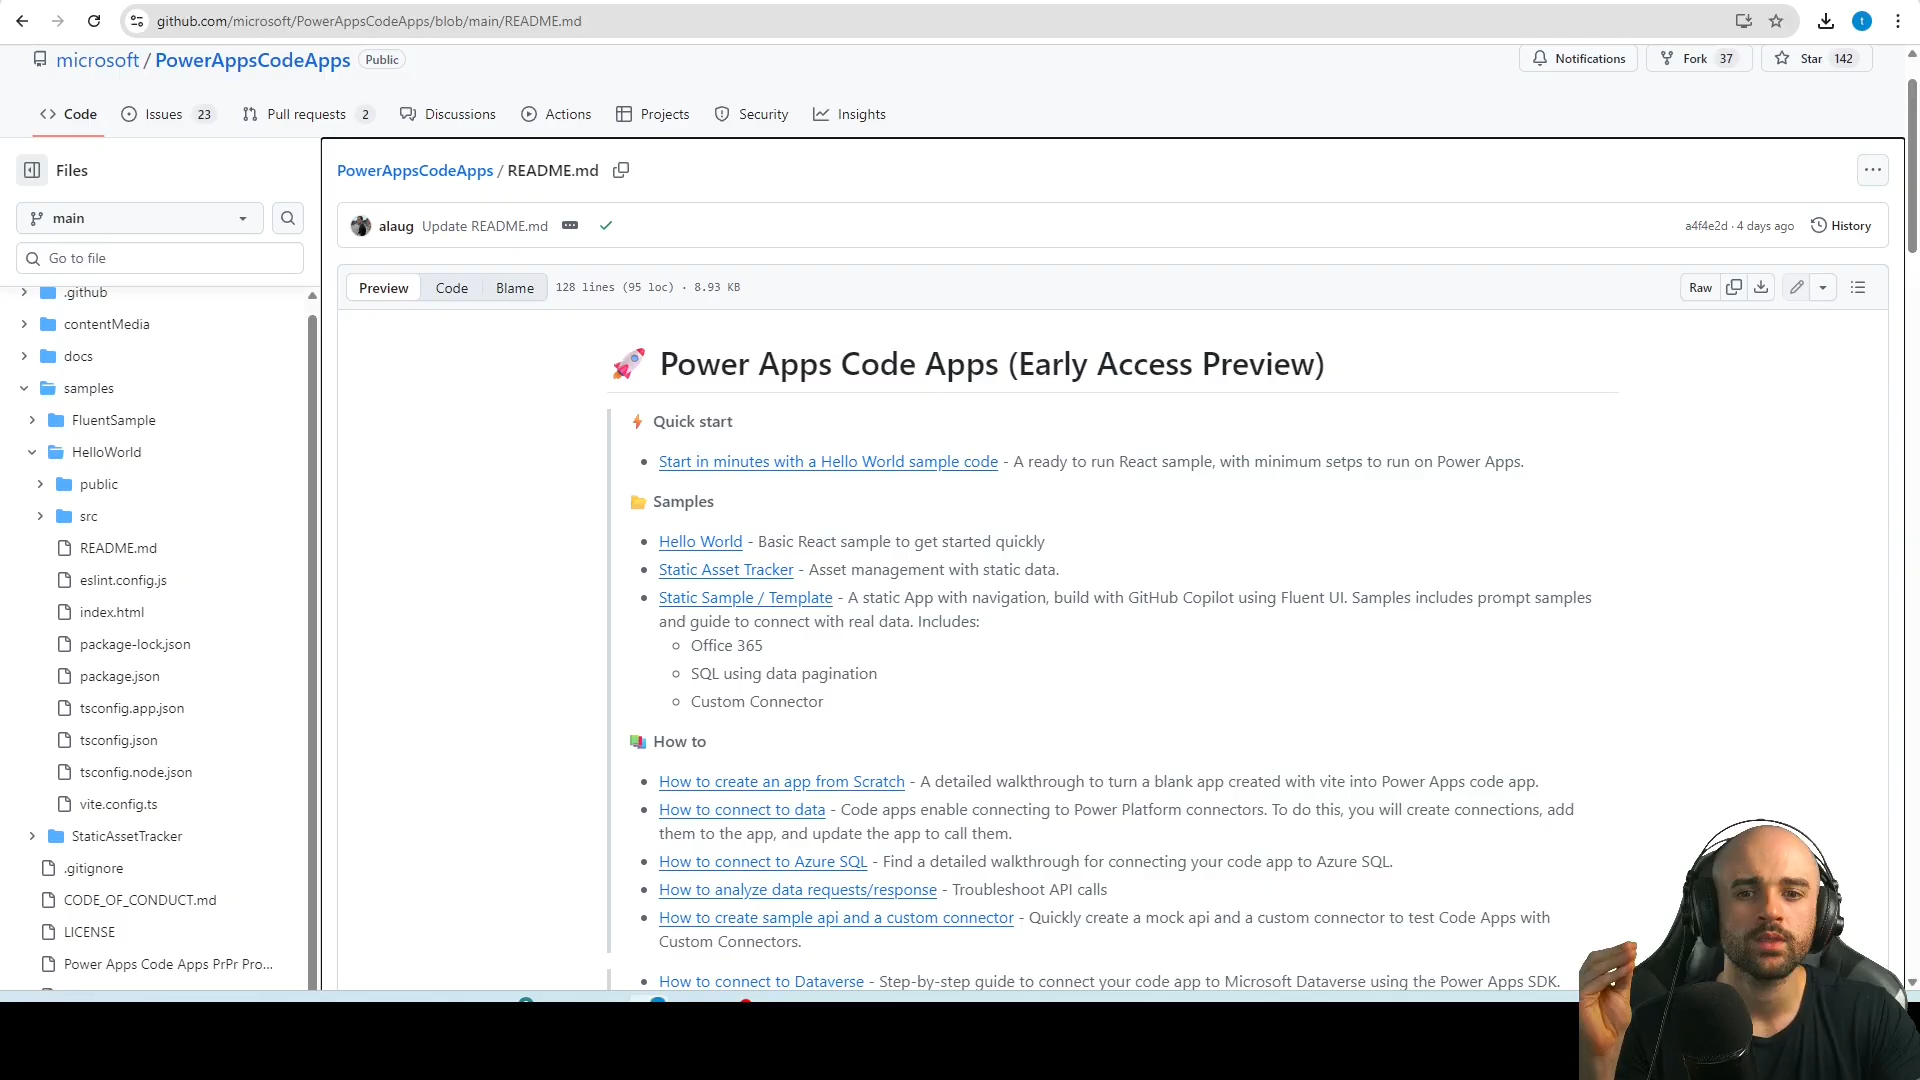 github.com/microsoft/PowerAppsCodeApps/blob/main/README.md
t
microsoft / PowerAppsCodeApps Public
Notifications
Fork 37
Star 142
Code
Issues 23
Pull requests 2
Discussions
Actions
Projects
Security
Insights
Files
main
Go to file
.github
contentMedia
docs
samples
FluentSample
HelloWorld
public
src
README.md
eslint.config.js
index.html
package-lock.json
package.json
tsconfig.app.json
tsconfig.json
tsconfig.node.json
vite.config.ts
StaticAssetTracker
.gitignore
CODE_OF_CONDUCT.md
LICENSE
Power Apps Code Apps PrPr Pro...
PowerAppsCodeApps / README.md
alaug Update README.md
a4f4e2d · 4 days ago
History
Preview
Code
Blame
128 lines (95 loc) · 8.93 KB
Raw
Power Apps Code Apps (Early Access Preview)
Quick start
Start in minutes with a Hello World sample code - A ready to run React sample, with minimum setps to run on Power Apps.
Samples
Hello World - Basic React sample to get started quickly
Static Asset Tracker - Asset management with static data.
Static Sample / Template - A static App with navigation, build with GitHub Copilot using Fluent UI. Samples includes prompt samples
and guide to connect with real data. Includes:
Office 365
SQL using data pagination
Custom Connector
How to
How to create an app from Scratch - A detailed walkthrough to turn a blank app created with vite into Power Apps code app.
How to connect to data - Code apps enable connecting to Power Platform connectors. To do this, you will create connections, add
them to the app, and update the app to call them.
How to connect to Azure SQL - Find a detailed walkthrough for connecting your code app to Azure SQL.
How to analyze data requests/response - Troubleshoot API calls
How to create sample api and a custom connector - Quickly create a mock api and a custom connector to test Code Apps with
Custom Connectors.
How to connect to Dataverse - Step-by-step guide to connect your code app to Microsoft Dataverse using the Power Apps SDK.